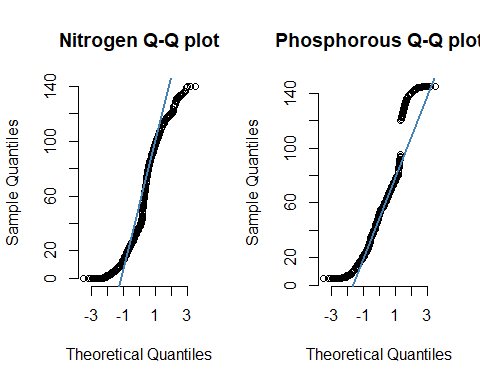 Nitrogen Q-Q plot
Sample Quantiles
140
100
60
20
0
-3 -1 1 3
Theoretical Quantiles
Phosphorous Q-Q plot
Sample Quantiles
140
100
60
20
0
-3 -1 1 3
Theoretical Quantiles